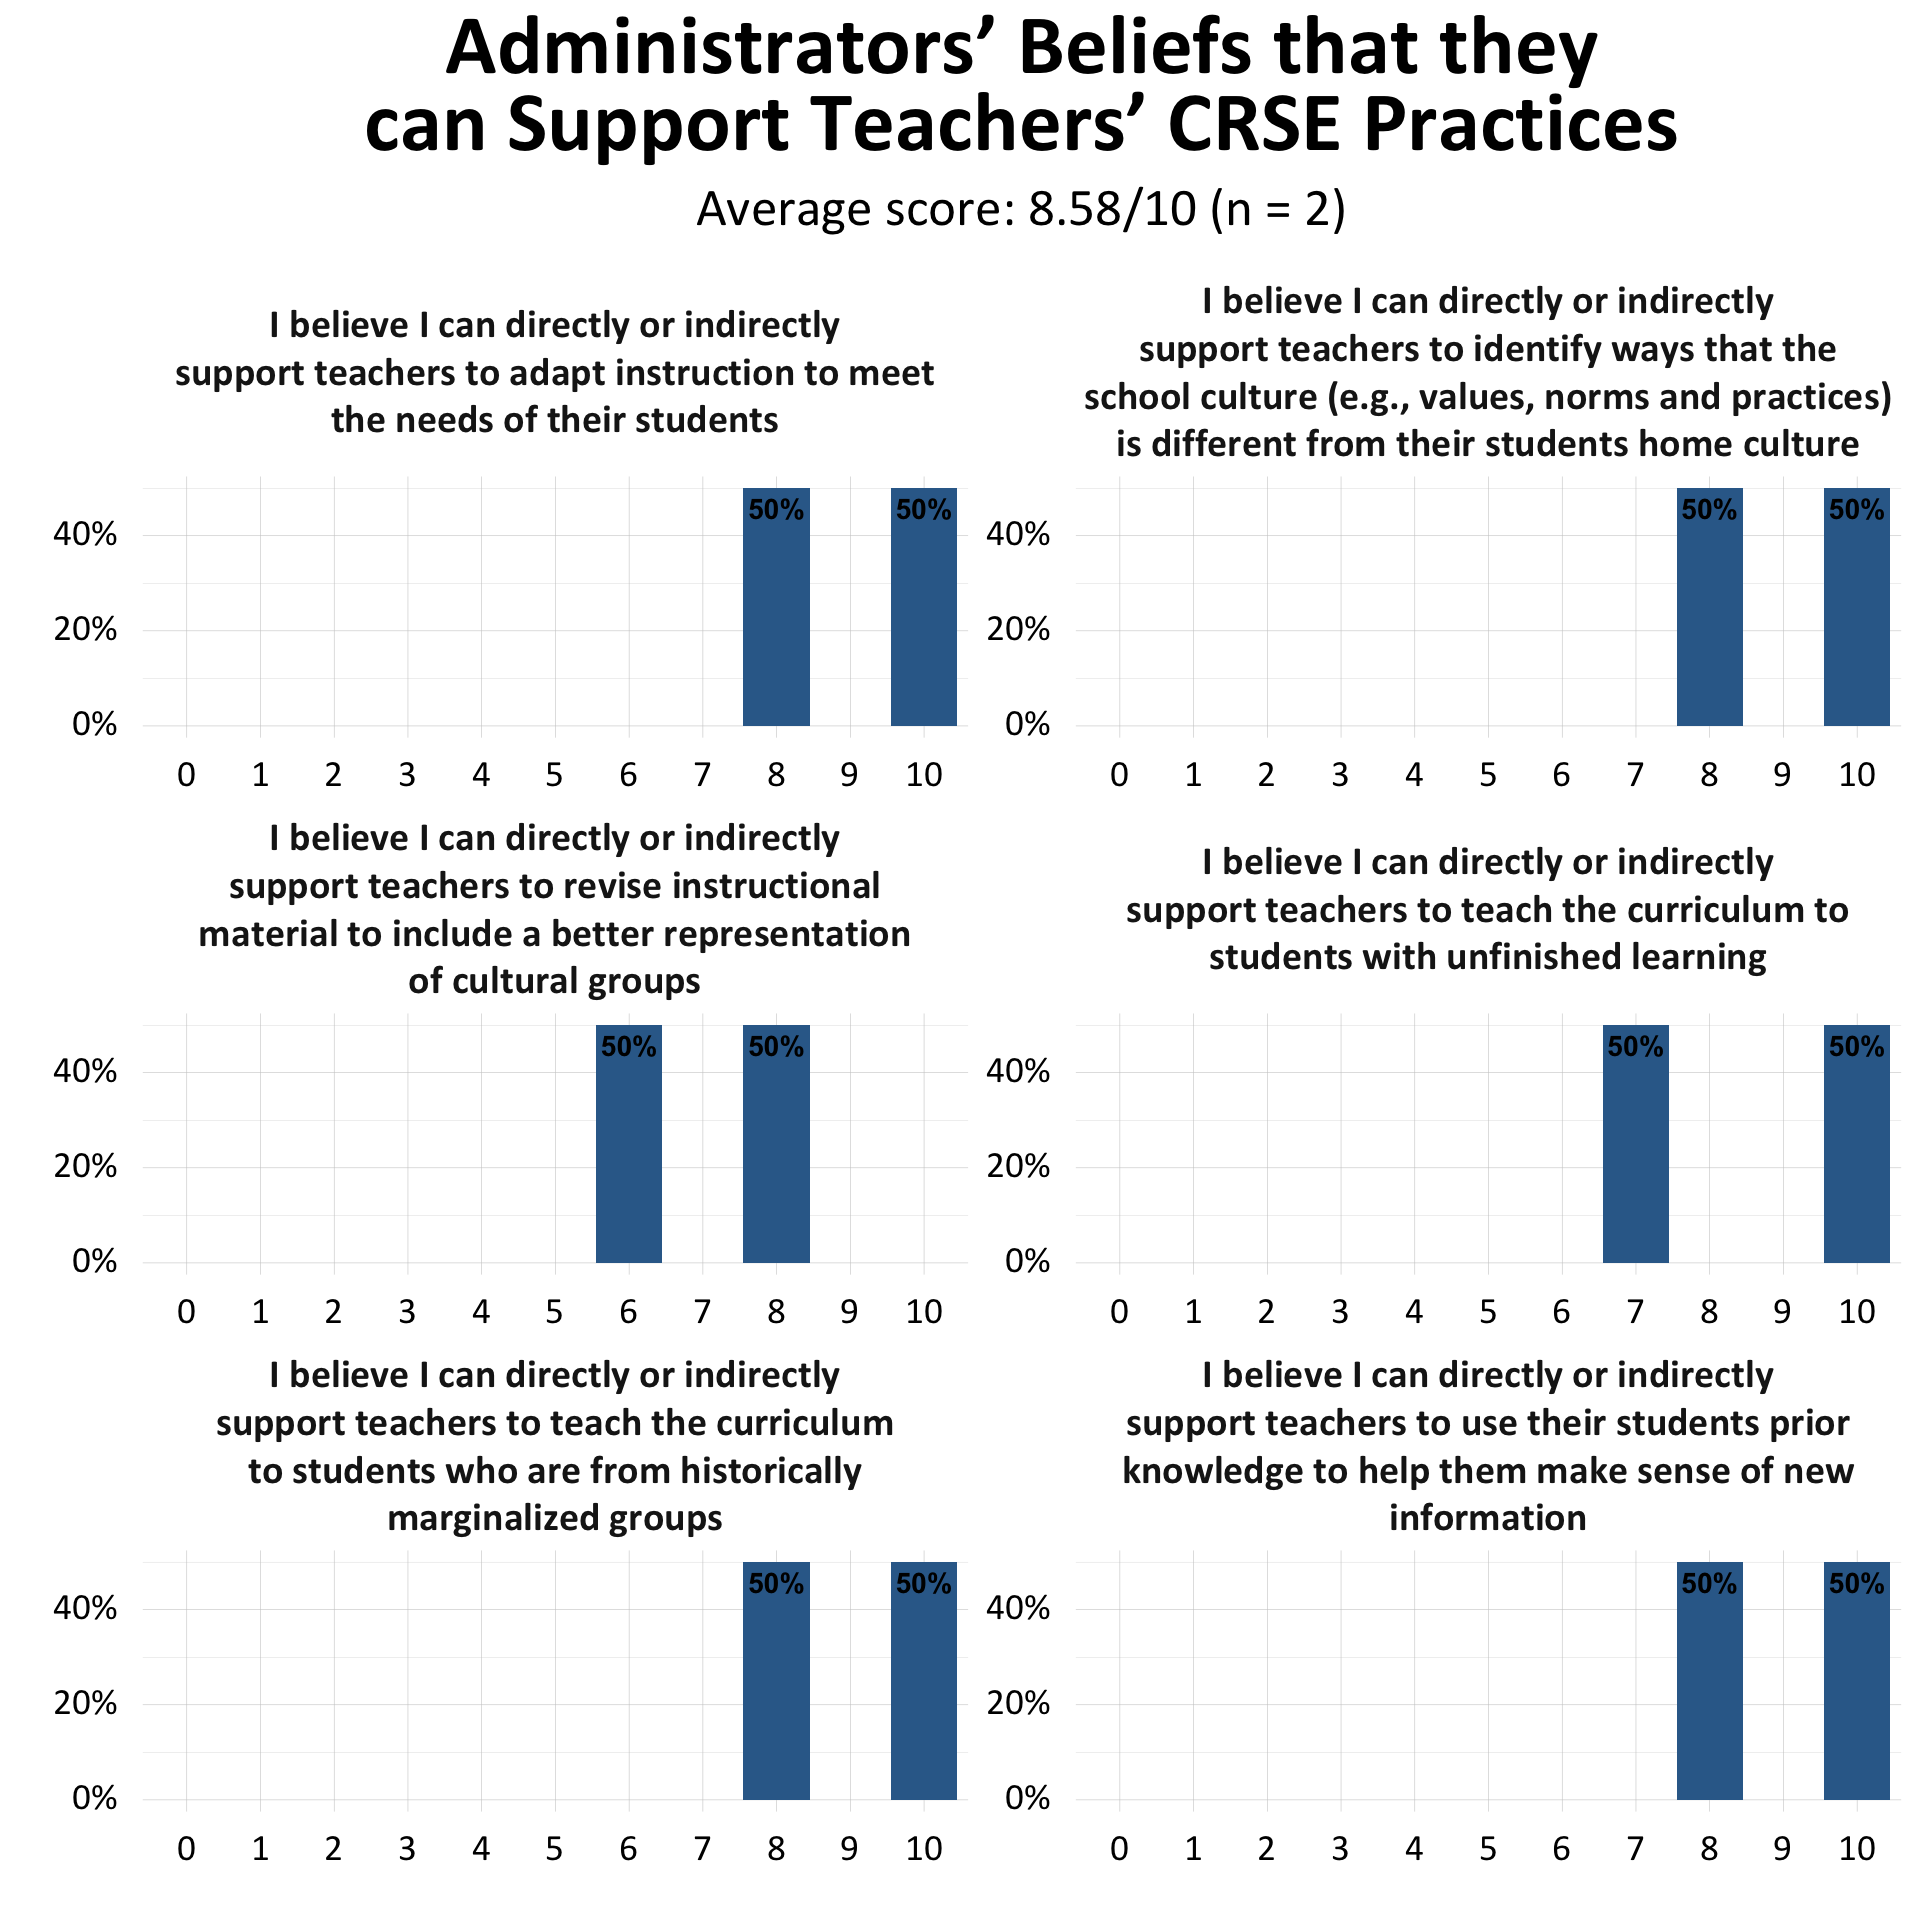 Administrators’ Beliefs that they
can Support Teachers’ CRSE Practices
Average score: 8.58/10 (n = 2)
I believe I can directly or indirectly
support teachers to adapt instruction to meet
the needs of their students
50%
50%
40%
20%
0%
0 1 2 3 4 5 6 7 8 9 10
I believe I can directly or indirectly
support teachers to identify ways that the
school culture (e.g., values, norms and practices)
is different from their students home culture
50%
50%
40%
20%
0%
0 1 2 3 4 5 6 7 8 9 10
I believe I can directly or indirectly
support teachers to revise instructional
material to include a better representation
of cultural groups
50%
50%
40%
20%
0%
0 1 2 3 4 5 6 7 8 9 10
I believe I can directly or indirectly
support teachers to teach the curriculum to
students with unfinished learning
50%
50%
40%
20%
0%
0 1 2 3 4 5 6 7 8 9 10
I believe I can directly or indirectly
support teachers to teach the curriculum
to students who are from historically
marginalized groups
50%
50%
40%
20%
0%
0 1 2 3 4 5 6 7 8 9 10
I believe I can directly or indirectly
support teachers to use their students prior
knowledge to help them make sense of new
information
50%
50%
40%
20%
0%
0 1 2 3 4 5 6 7 8 9 10